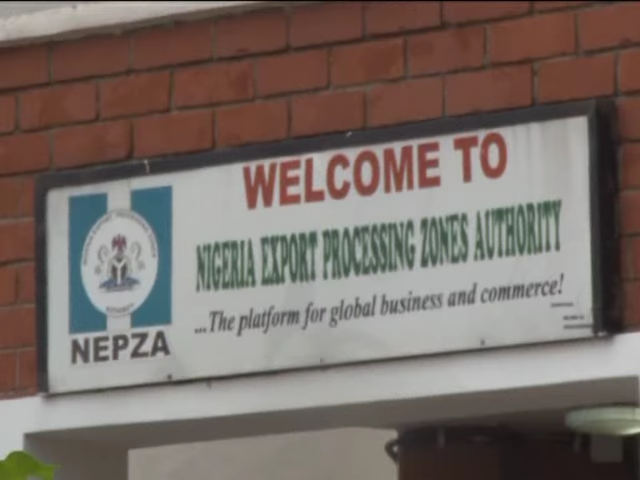 WELCOME TO
NIGERIA EXPORT PROCESSING ZONES AUTHORITY
...The platform for global business and commerce!
NEPZA